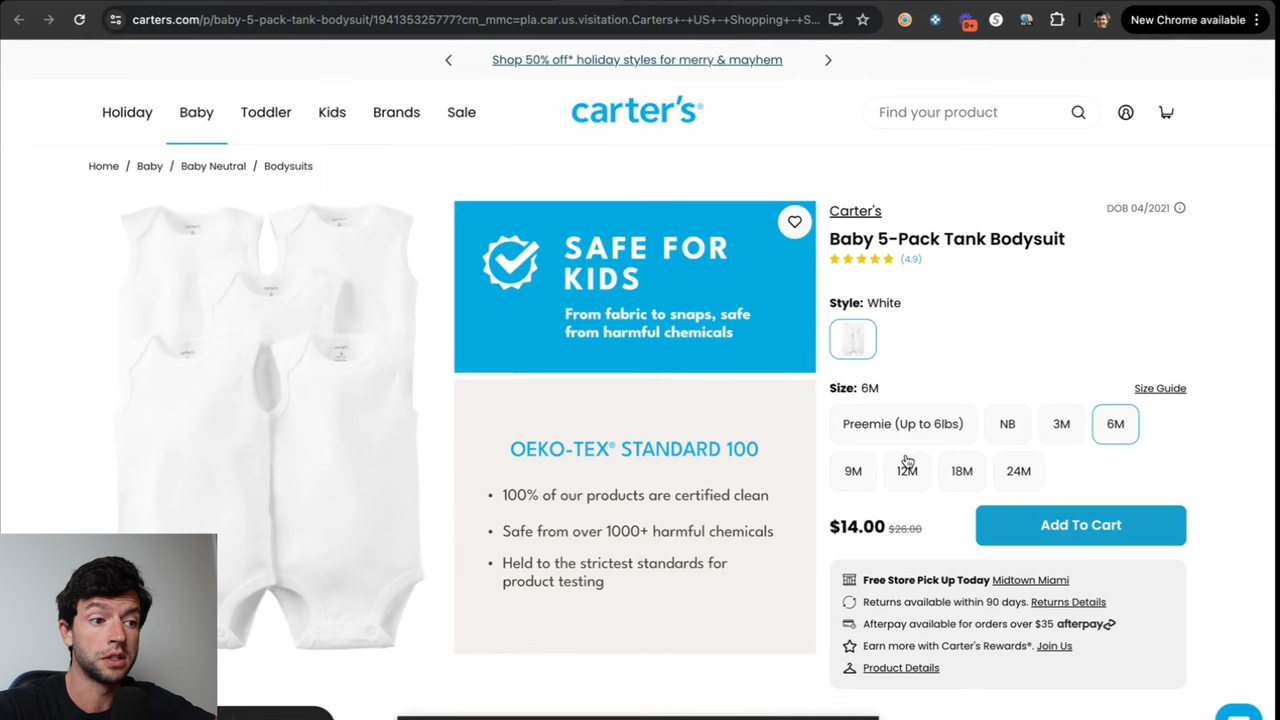 carters.com/p/baby-5-pack-tank-bodysuit/194135325777?cm_mmc=pla.car.us.visitation.Carters+-+US+-+Shopping+-+S...
9+
S
BETA
New Chrome available
Shop 50% off* holiday styles for merry & mayhem
Holiday
Baby
Toddler
Kids
Brands
Sale
carter's®
Find your product
Home / Baby / Baby Neutral / Bodysuits
SAFE FOR
KIDS
From fabric to snaps, safe
from harmful chemicals
OEKO-TEX® STANDARD 100
• 100% of our products are certified clean
• Safe from over 1000+ harmful chemicals
• Held to the strictest standards for
product testing
Carter's
DOB 04/2021
Baby 5-Pack Tank Bodysuit
(4.9)
Style: White
Size: 6M
Size Guide
Preemie (Up to 6lbs)
NB
3M
6M
9M
12M
18M
24M
$14.00 $26.00
Add To Cart
Free Store Pick Up Today Midtown Miami
Returns available within 90 days. Returns Details
Afterpay available for orders over $35 afterpay
Earn more with Carter's Rewards®. Join Us
Product Details